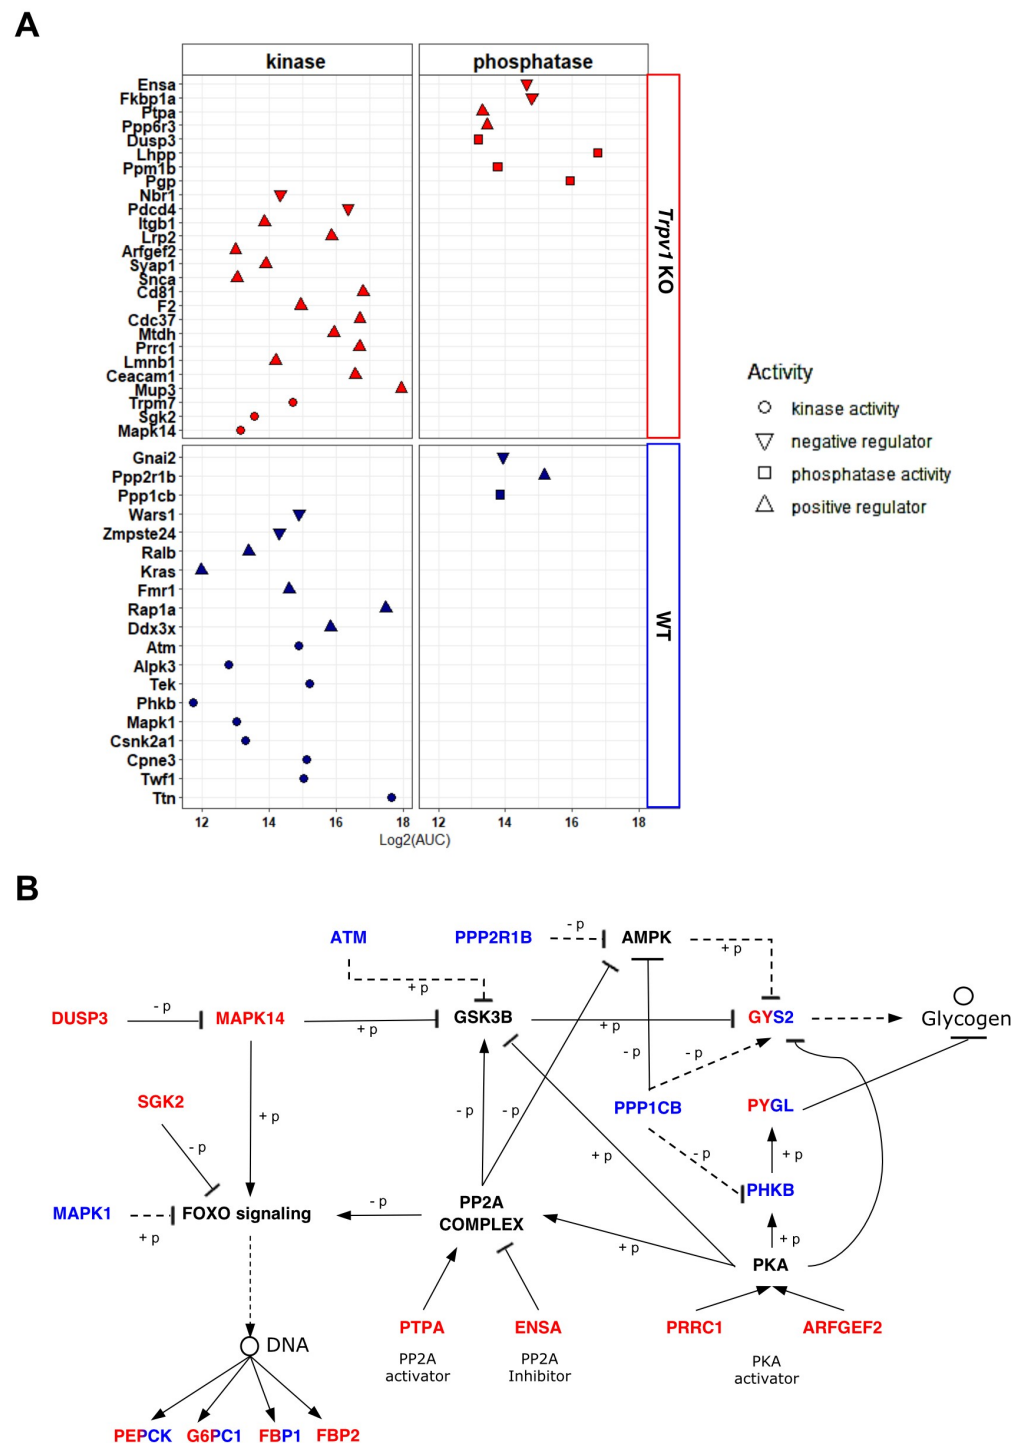 A
kinase
phosphatase
Ensa
Fkbp1a
Ptpa
Ppp6r3
Dusp3
Lhpp
Ppm1b
Pgp
Nbr1
Pdcd4
Itgb1
Lrp2
Arfgef2
Syap1
Snca
Cd81
F2
Cdc37
Mtdh
Prrc1
Lmnb1
Ceacam1
Mup3
Trpm7
Sgk2
Mapk14
Trpv1 KO
Gnai2
Ppp2r1b
Ppp1cb
Wars1
Zmpste24
Ralb
Kras
Fmr1
Rap1a
Ddx3x
Atm
Alpk3
Tek
Phkb
Mapk1
Csnk2a1
Cpne3
Twf1
Ttn
WT
12 14 16 18 12 14 16 18
Log2(AUC)
Activity
kinase activity
negative regulator
phosphatase activity
positive regulator
B
ATM PPP2R1B - p AMPK + p
+ p
DUSP3 - p MAPK14 + p GSK3B + p GYS2 Glycogen
- p - p
SGK2 + p - p - p PPP1CB PYGL
- p + p - p + p
MAPK1 + p FOXO signaling - p PP2A COMPLEX PHKB
+ p + p
PKA
PTPA ENSA PRRC1 ARFGEF2
PP2A activator
PP2A Inhibitor
PKA activator
DNA
PEPCK G6PC1 FBP1 FBP2